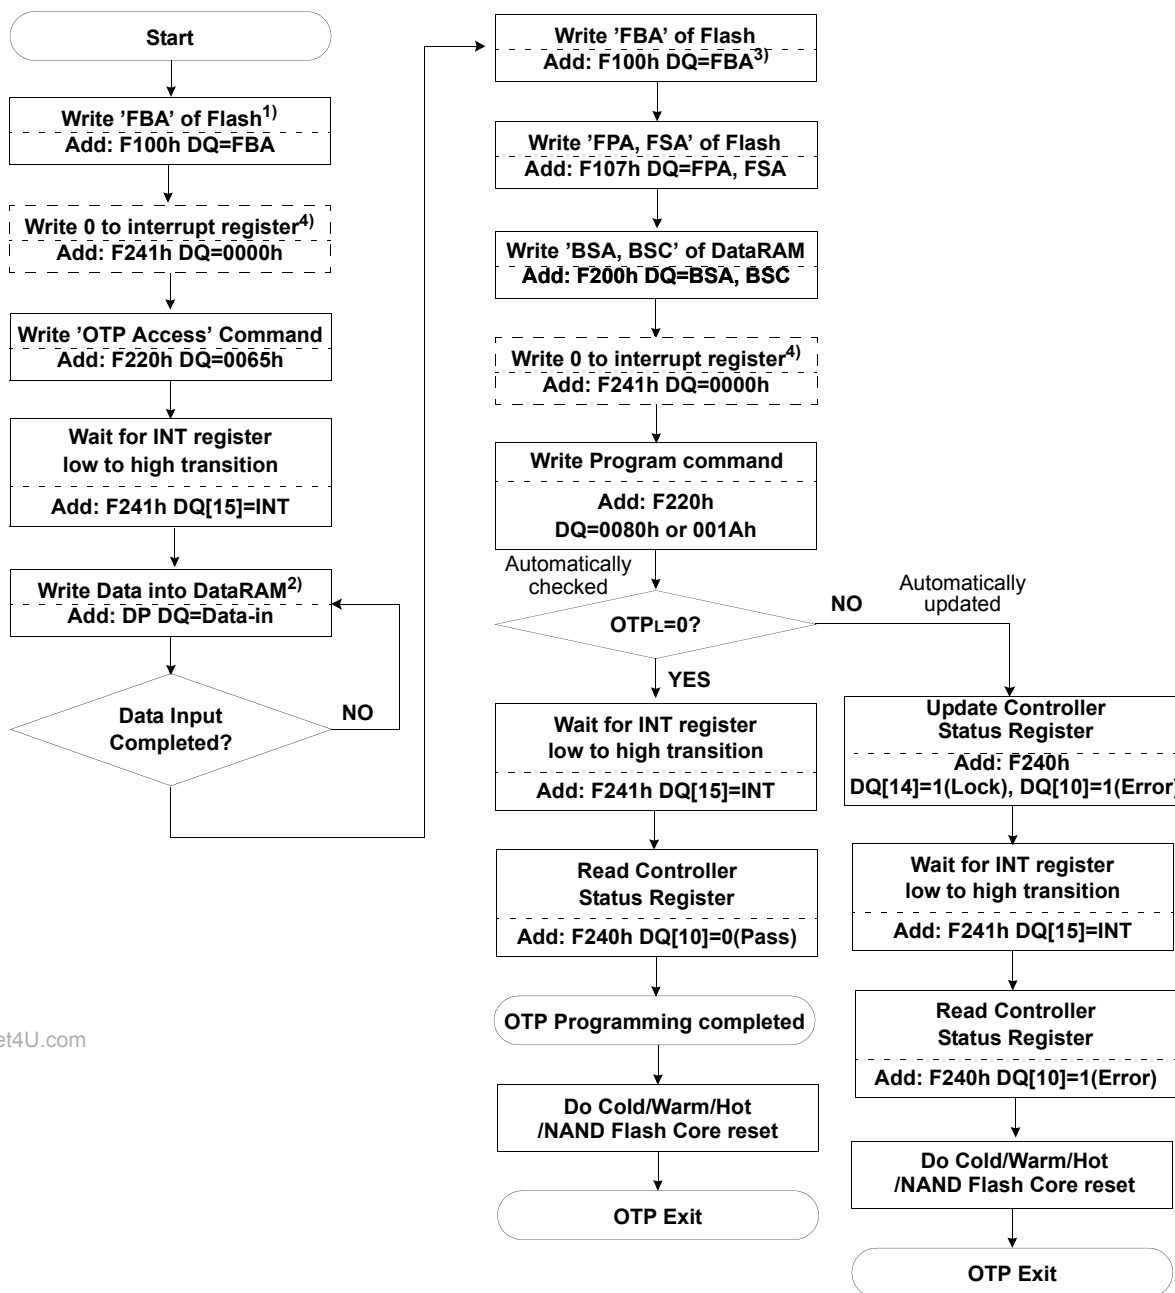 Start
Write ’FBA’ of Flash1)
Add: F100h DQ=FBA
Write 0 to interrupt register4)
Add: F241h DQ=0000h
Write ’OTP Access’ Command
Add: F220h DQ=0065h
Wait for INT register
low to high transition
Add: F241h DQ[15]=INT
Write Data into DataRAM2)
Add: DP DQ=Data-in
Data Input
Completed?
NO
Write ’FBA’ of Flash
Add: F100h DQ=FBA3)
Write ’FPA, FSA’ of Flash
Add: F107h DQ=FPA, FSA
Write ’BSA, BSC’ of DataRAM
Add: F200h DQ=BSA, BSC
Write 0 to interrupt register4)
Add: F241h DQ=0000h
Write Program command
Add: F220h
DQ=0080h or 001Ah
Automatically
checked
OTPL=0?
NO
Automatically
updated
YES
Wait for INT register
low to high transition
Add: F241h DQ[15]=INT
Read Controller
Status Register
Add: F240h DQ[10]=0(Pass)
OTP Programming completed
Do Cold/Warm/Hot
/NAND Flash Core reset
OTP Exit
Update Controller
Status Register
Add: F240h
DQ[14]=1(Lock), DQ[10]=1(Error)
Wait for INT register
low to high transition
Add: F241h DQ[15]=INT
Read Controller
Status Register
Add: F240h DQ[10]=1(Error)
Do Cold/Warm/Hot
/NAND Flash Core reset
OTP Exit
et4U.com